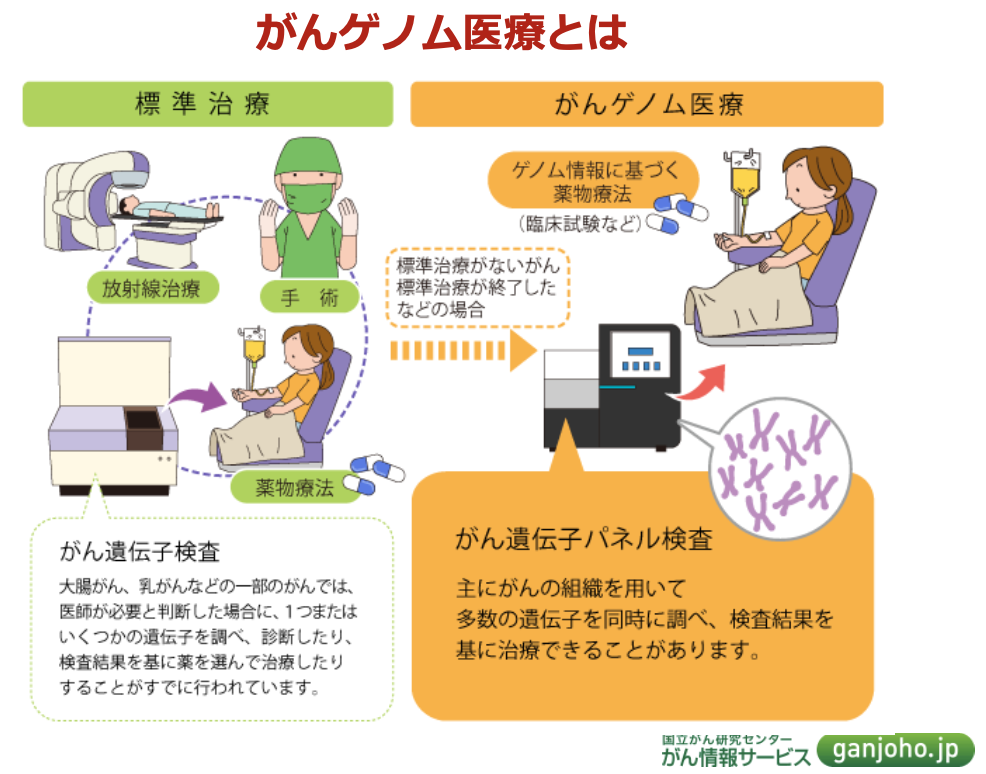 がんゲノム医療とは
標準治療
放射線治療
手 術
薬物療法
がん遺伝子検査
大腸がん、乳がんなどの一部のがんでは、
医師が必要と判断した場合に、1つまたは
いくつかの遺伝子を調べ、診断したり、
検査結果を基に薬を選んで治療したり
することがすでに行われています。
標準治療がないがん
標準治療が終了した
などの場合
がんゲノム医療
ゲノム情報に基づく
薬物療法
(臨床試験など)
がん遺伝子パネル検査
主にがんの組織を用いて
多数の遺伝子を同時に調べ、検査結果を
基に治療できることがあります。
国立がん研究センター
がん情報サービス
ganjoho.jp